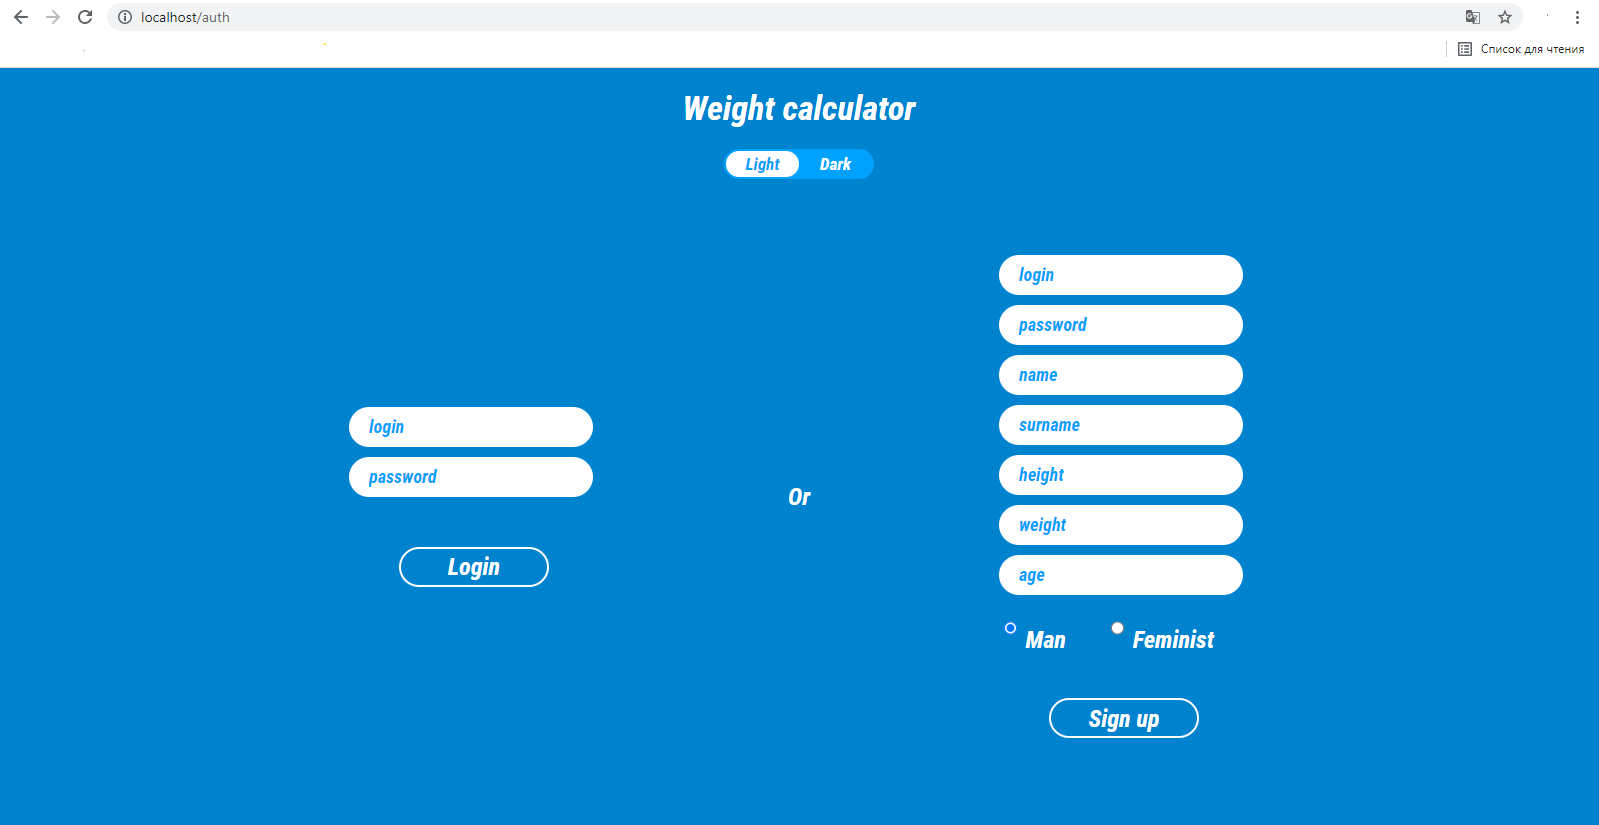 localhost/auth
Список для чтения
Weight calculator
Light Dark
login
password
Login
Or
login
password
name
surname
height
weight
age
Man Feminist
Sign up